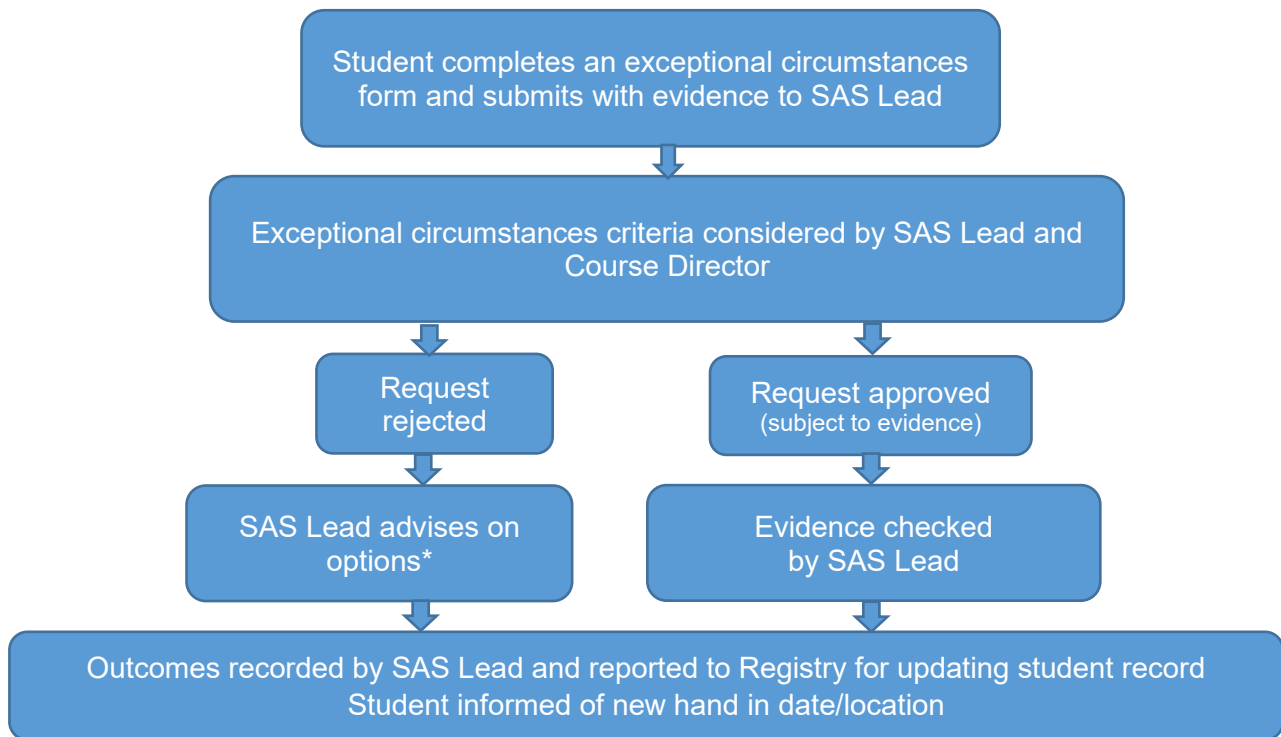 Student completes an exceptional circumstances
form and submits with evidence to SAS Lead
Exceptional circumstances criteria considered by SAS Lead and
Course Director
Request
rejected
Request approved
(subject to evidence)
SAS Lead advises on
options*
Evidence checked
by SAS Lead
Outcomes recorded by SAS Lead and reported to Registry for updating student record
Student informed of new hand in date/location